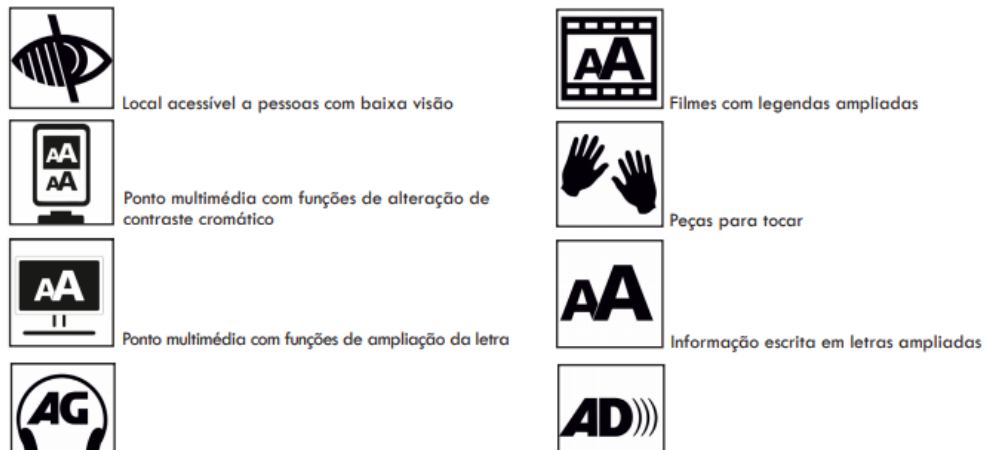 Local acessível a pessoas com baixa visão
AA
AA
Ponto multimédia com funções de alteração de
contraste cromático
AA
Ponto multimédia com funções de ampliação da letra
AG
AA
Filmes com legendas ampliadas
Peças para tocar
AA
Informação escrita em letras ampliadas
AD